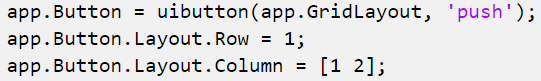 app.Button = uibutton(app.GridLayout, 'push');
app.Button.Layout.Row = 1;
app.Button.Layout.Column = [1 2];